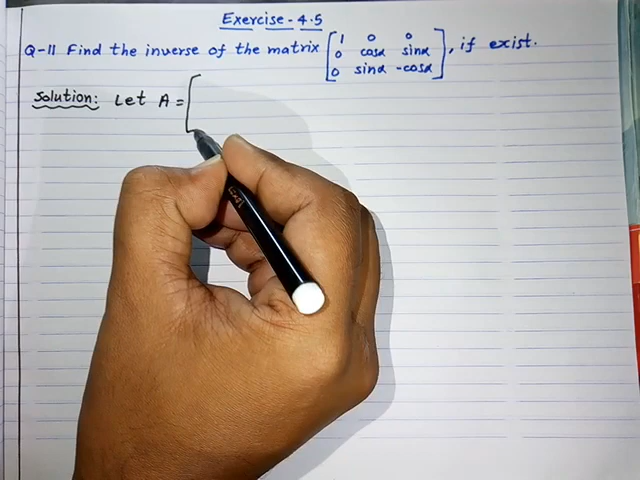 Exercise-4.5
Q-11 Find the inverse of the matrix [1 0 0
0 cosα sinα
0 sinα -cosα], if exist.
Solution: Let A = [